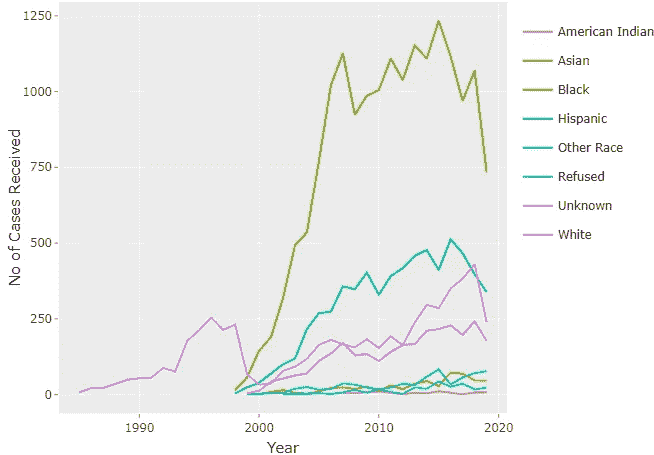 1250
1000
750
500
250
0
No of Cases Received
1990
2000
2010
2020
Year
American Indian
Asian
Black
Hispanic
Other Race
Refused
Unknown
White